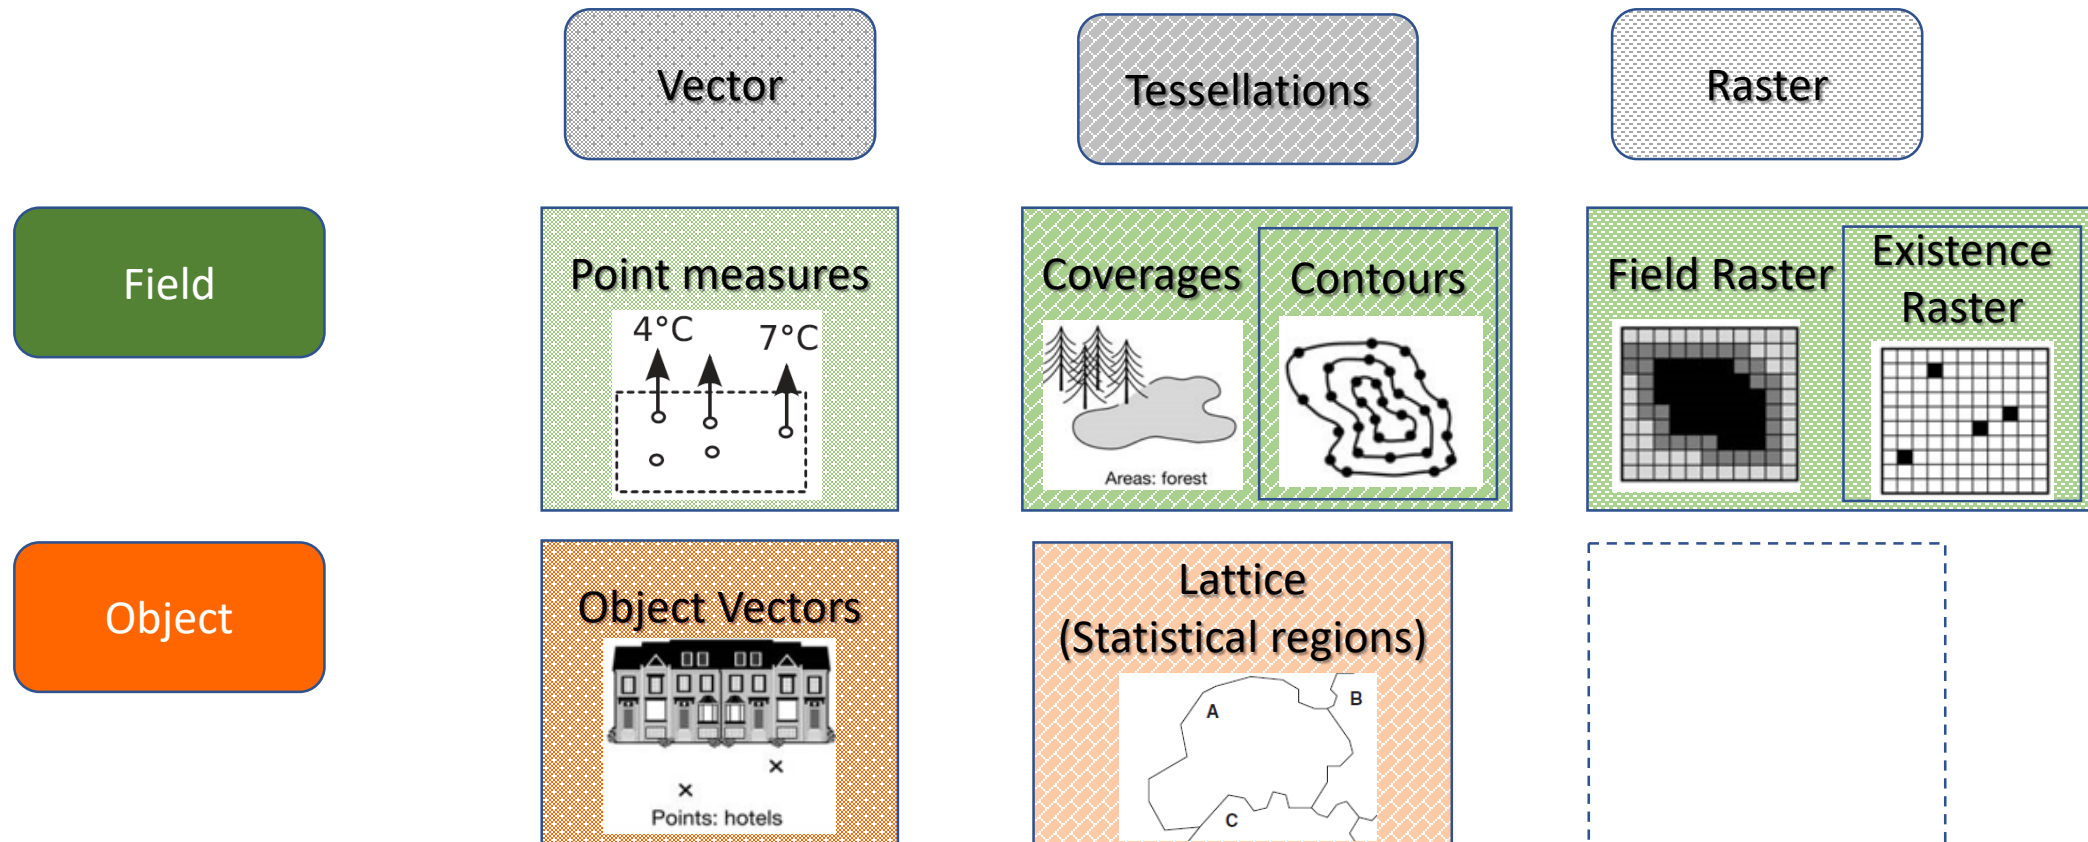 Vector
Tessellations
Raster
Field
Point measures
4°C
7°C
Coverages
Areas: forest
Contours
Field Raster
Existence
Raster
Object
Object Vectors
Points: hotels
Lattice
(Statistical regions)
A
B
C